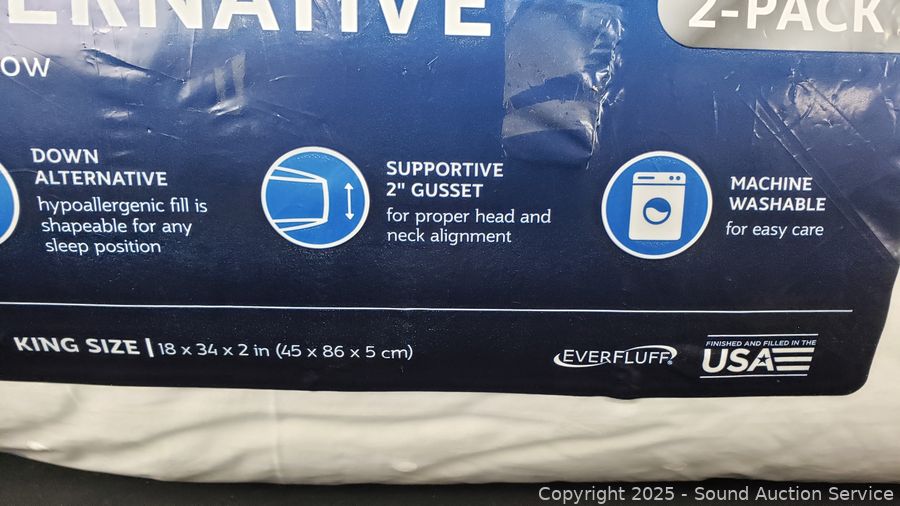 2-PACK
DOWN
ALTERNATIVE
hypoallergenic fill is
shapeable for any
sleep position
SUPPORTIVE
2" GUSSET
for proper head and
neck alignment
MACHINE
WASHABLE
for easy care
KING SIZE | 18 x 34 x 2 in (45 x 86 x 5 cm)
EVERFLUFF®
FINISHED AND FILLED IN THE
USA
Copyright 2025 - Sound Auction Service